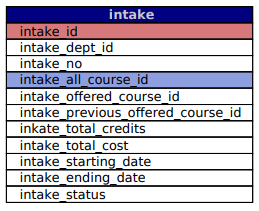 intake
intake_id
intake_dept_id
intake_no
intake_all_course_id
intake_offered_course_id
intake_previous_offered_course_id
inkate_total_credits
intake_total_cost
intake_starting_date
intake_ending_date
intake_status